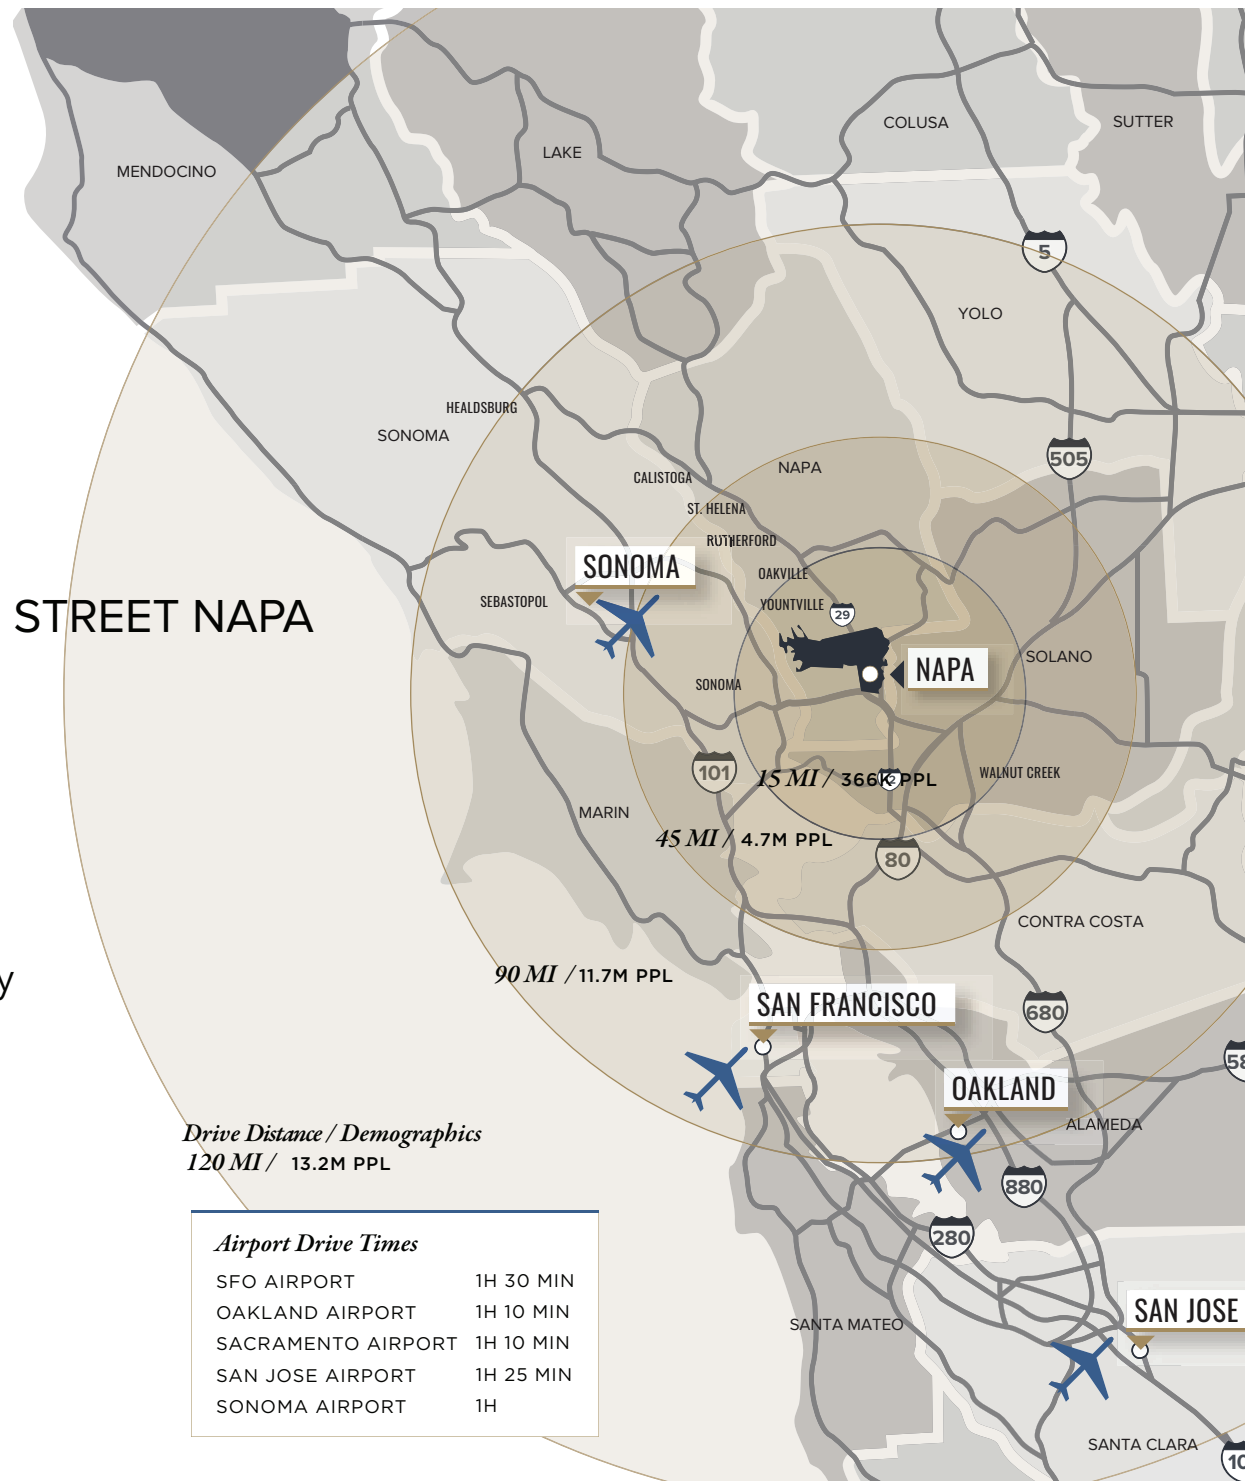 COLUSA
SUTTER
LAKE
MENDOCINO
5
YOLO
HEALDSBURG
SONOMA
505
NAPA
CALISTOGA
ST. HELENA
RUTHERFORD
SONOMA
OAKVILLE
SEBASTOPOL
YOUNTVILLE
29
STREET NAPA
SOLANO
NAPA
SONOMA
101
15 MI / 366K PPL
WALNUT CREEK
MARIN
45 MI / 4.7M PPL
80
CONTRA COSTA
90 MI / 11.7M PPL
y
SAN FRANCISCO
680
58
OAKLAND
ALAMEDA
Drive Distance / Demographics
120 MI / 13.2M PPL
880
280
Airport Drive Times
SFO AIRPORT 1H 30 MIN
OAKLAND AIRPORT 1H 10 MIN
SACRAMENTO AIRPORT 1H 10 MIN
SAN JOSE AIRPORT 1H 25 MIN
SONOMA AIRPORT 1H
SAN JOSE
SANTA MATEO
SANTA CLARA
10